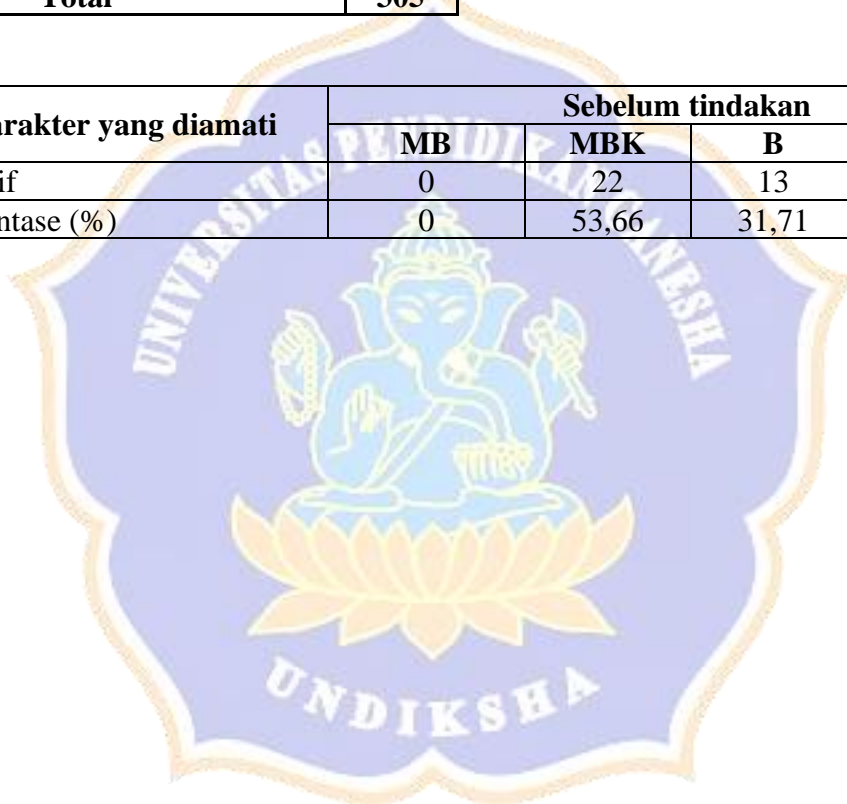 Total 305
arakter yang diamati Sebelum tindakan
MB MBK B
if 0 22 13
ntase (%) 0 53,66 31,71
UNIVERSITAS PENDIDIKAN GANESHA
UNDIKSHA